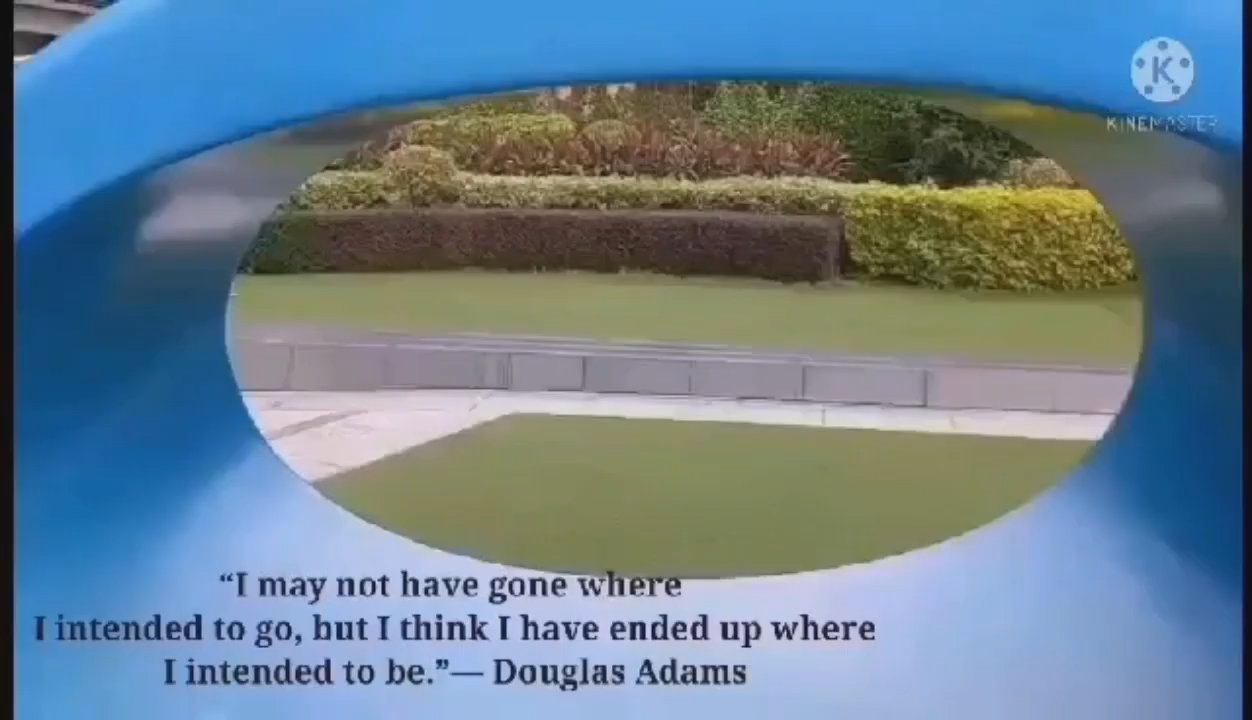 K
KINEMASTER
“I may not have gone where
I intended to go, but I think I have ended up where
I intended to be.”— Douglas Adams